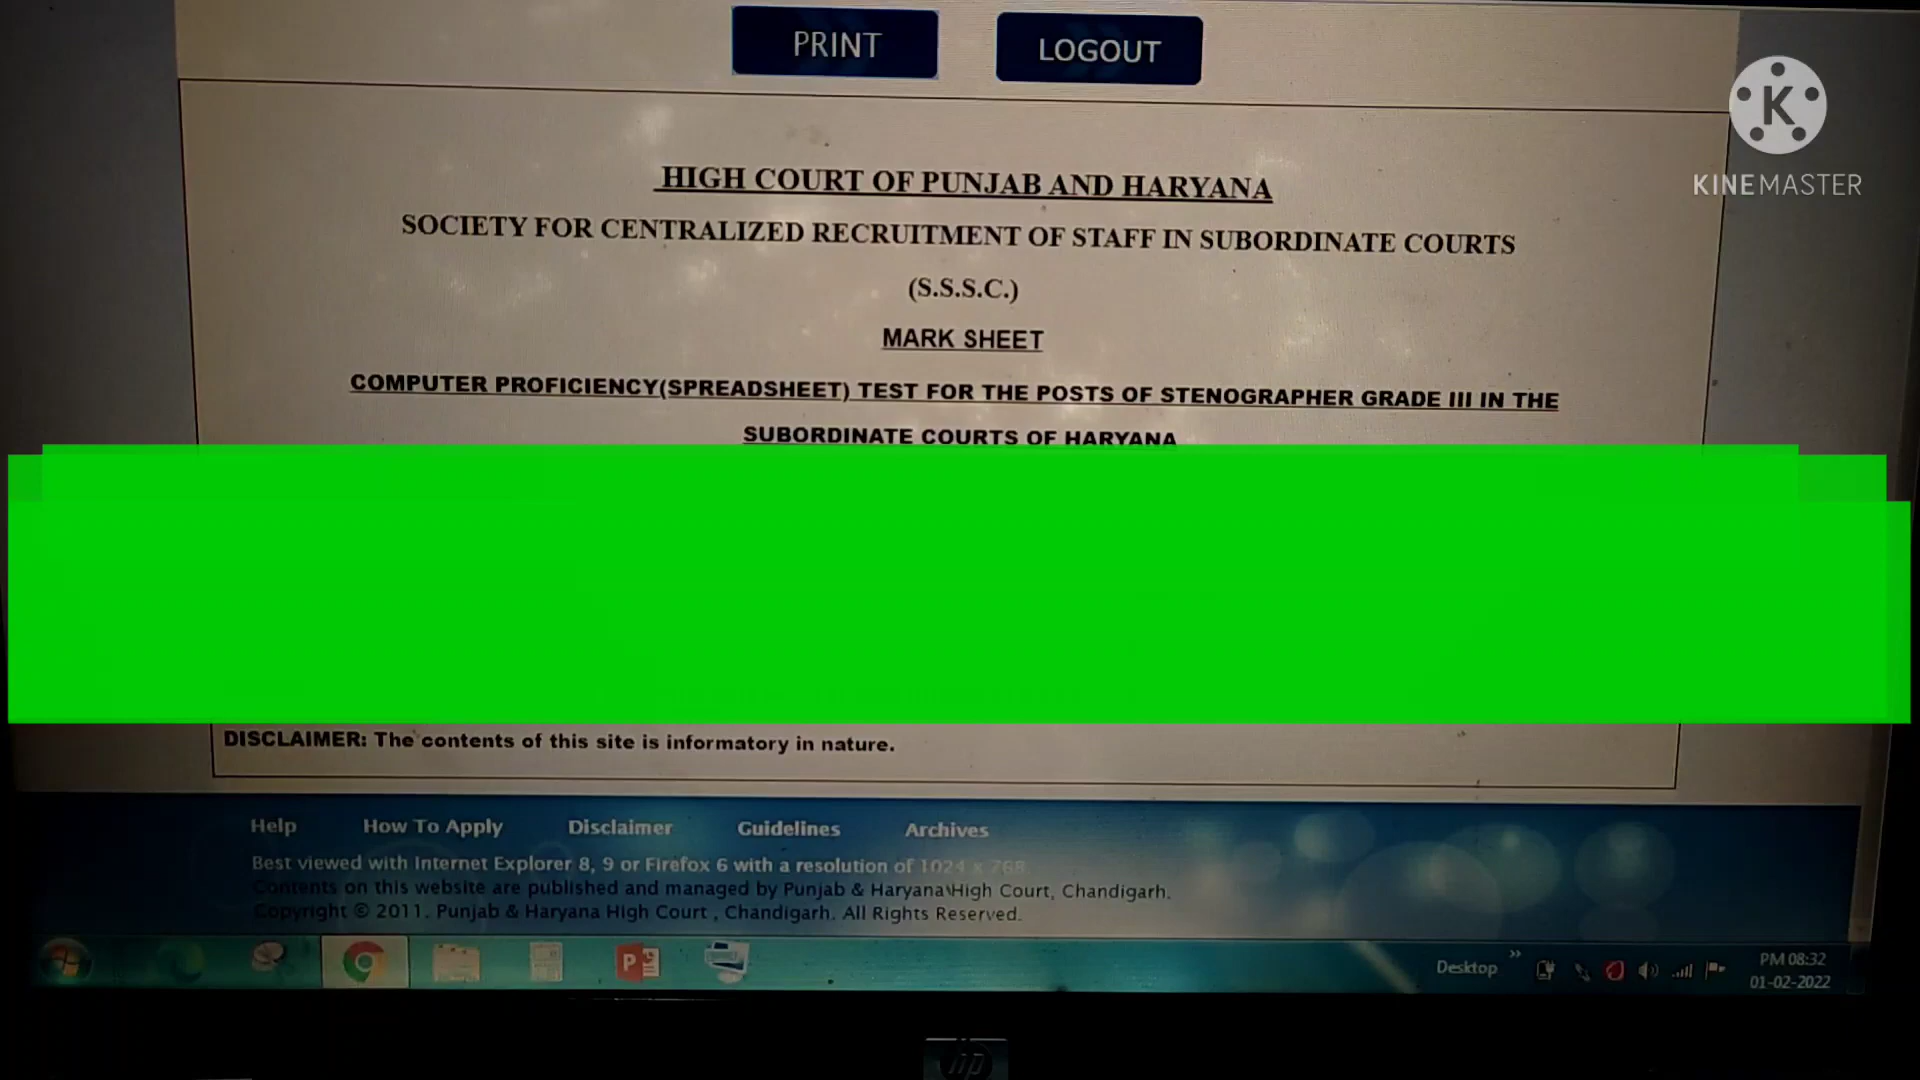 PRINT
LOGOUT
KINEMASTER
HIGH COURT OF PUNJAB AND HARYANA
SOCIETY FOR CENTRALIZED RECRUITMENT OF STAFF IN SUBORDINATE COURTS
(S.S.S.C.)
MARK SHEET
COMPUTER PROFICIENCY(SPREADSHEET) TEST FOR THE POSTS OF STENOGRAPHER GRADE III IN THE
SUBORDINATE COURTS OF HARYANA
DISCLAIMER: The contents of this site is informatory in nature.
Help How To Apply Disclaimer Guidelines Archives
Best viewed with Internet Explorer 8, 9 or Firefox 6 with a resolution of 1024 x 768
Contents on this website are published and managed by Punjab & Haryana\High Court, Chandigarh.
Copyright © 2011. Punjab & Haryana High Court , Chandigarh. All Rights Reserved.
Desktop
PM 08:32
01-02-2022
hp